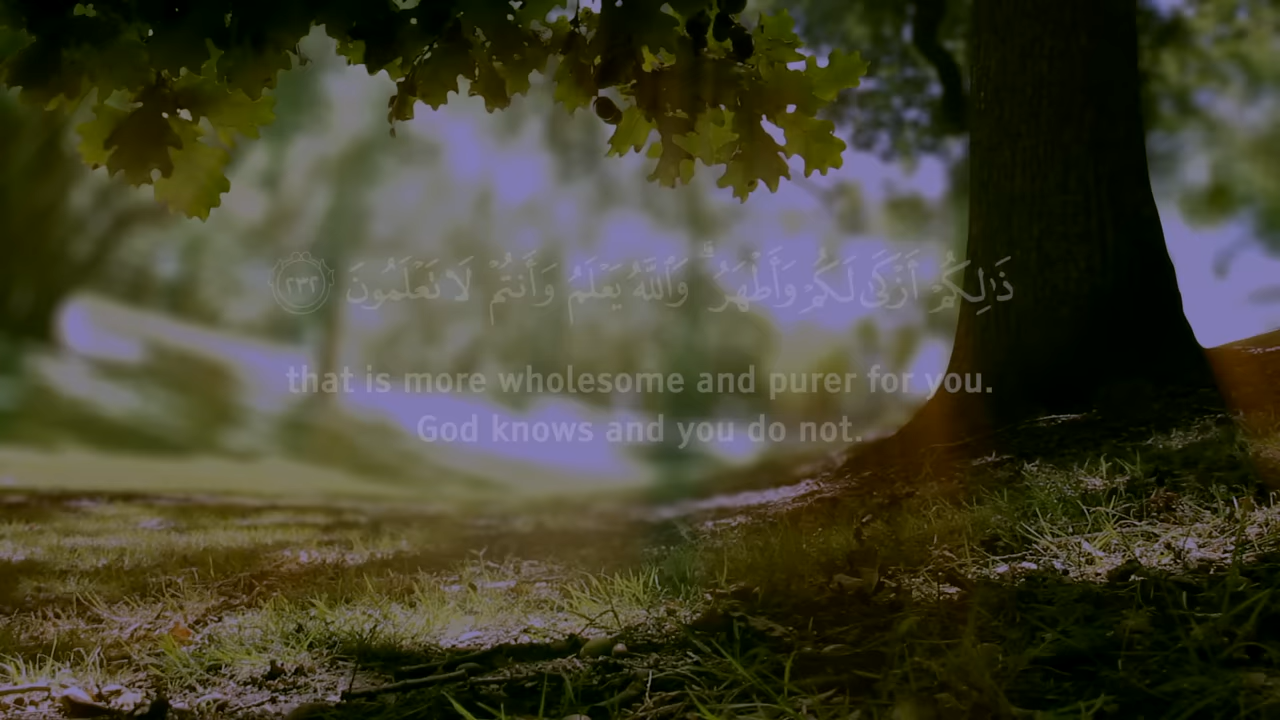 ذَٰلِكُمْ أَزْكَىٰ لَكُمْ وَأَطْهَرُ ۗ وَاللَّهُ يَعْلَمُ وَأَنتُمْ لَا تَعْلَمُونَ ٢٣٢
that is more wholesome and purer for you.
God knows and you do not.